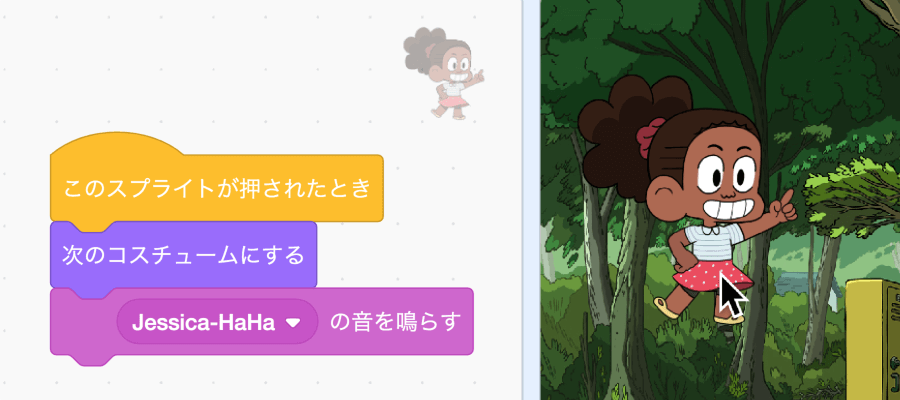 このスプライトが押されたとき
次のコスチュームにする
Jessica-HaHa の音を鳴らす